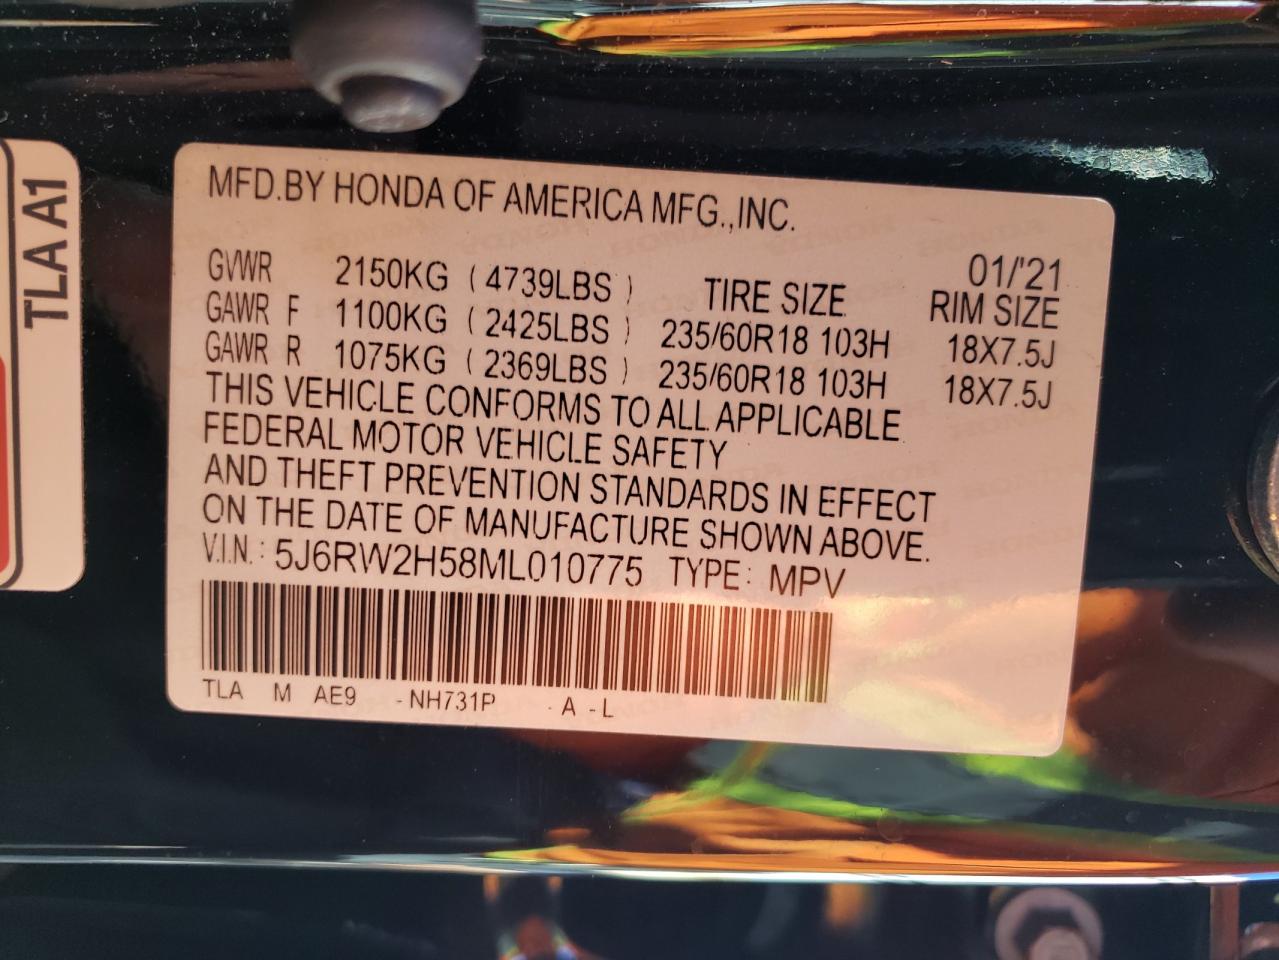 TLA A1
MFD.BY HONDA OF AMERICA MFG.,INC.
01/'21
GVWR 2150KG ( 4739LBS ) TIRE SIZE RIM SIZE
GAWR F 1100KG ( 2425LBS ) 235/60R18 103H 18X7.5J
GAWR R 1075KG ( 2369LBS ) 235/60R18 103H 18X7.5J
THIS VEHICLE CONFORMS TO ALL APPLICABLE
FEDERAL MOTOR VEHICLE SAFETY
AND THEFT PREVENTION STANDARDS IN EFFECT
ON THE DATE OF MANUFACTURE SHOWN ABOVE.
V.I.N.: 5J6RW2H58ML010775 TYPE: MPV
TLA M AE9 -NH731P - A - L